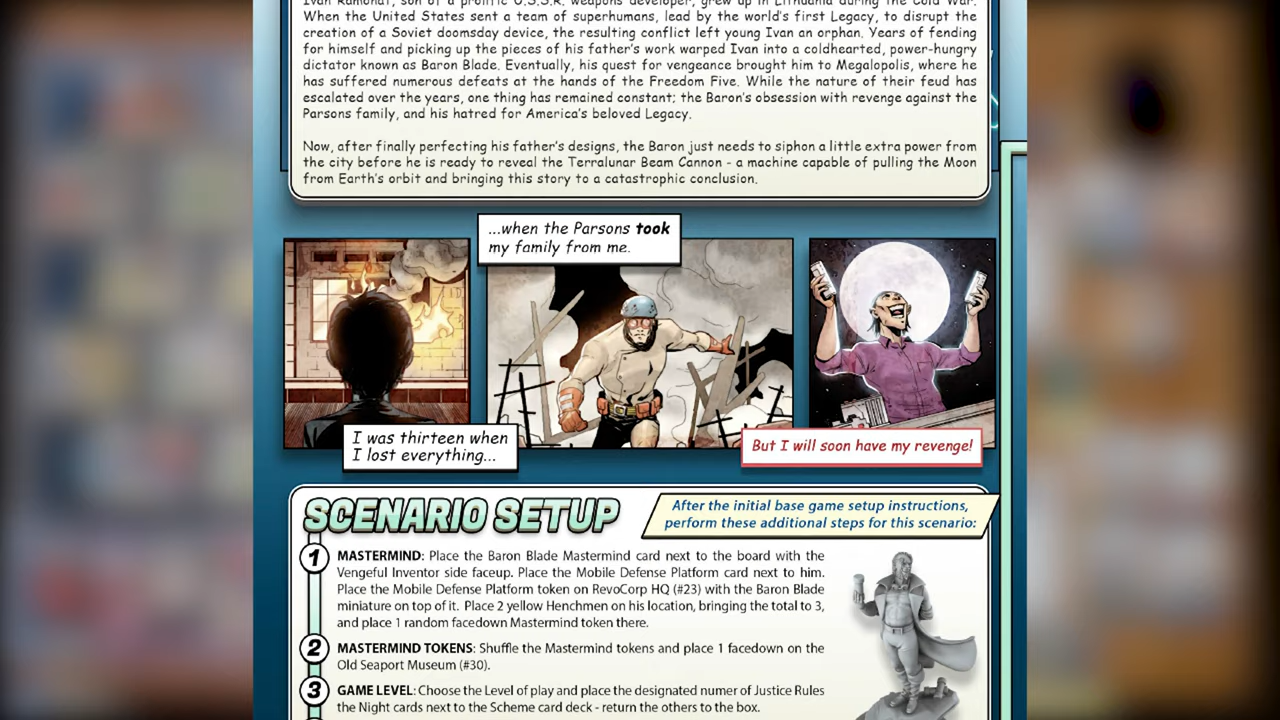 Ivan Ramonat, son of a prolific U.S.S.R. weapons developer, grew up in Lithuania during the Cold War.
When the United States sent a team of superhumans, lead by the world's first Legacy, to disrupt the
creation of a Soviet doomsday device, the resulting conflict left young Ivan an orphan. Years of fending
for himself and picking up the pieces of his father's work warped Ivan into a coldhearted, power-hungry
dictator known as Baron Blade. Eventually, his quest for vengeance brought him to Megalopolis, where he
has suffered numerous defeats at the hands of the Freedom Five. While the nature of their feud has
escalated over the years, one thing has remained constant; the Baron's obsession with revenge against the
Parsons family, and his hatred for America's beloved Legacy.
Now, after finally perfecting his father's designs, the Baron just needs to siphon a little extra power from
the city before he is ready to reveal the Terralunar Beam Cannon - a machine capable of pulling the Moon
from Earth's orbit and bringing this story to a catastrophic conclusion.
I was thirteen when
I lost everything...
...when the Parsons took
my family from me.
But I will soon have my revenge!
SCENARIO SETUP
After the initial base game setup instructions,
perform these additional steps for this scenario:
1
MASTERMIND: Place the Baron Blade Mastermind card next to the board with the
Vengeful Inventor side faceup. Place the Mobile Defense Platform card next to him.
Place the Mobile Defense Platform token on RevoCorp HQ (#23) with the Baron Blade
miniature on top of it. Place 2 yellow Henchmen on his location, bringing the total to 3,
and place 1 random facedown Mastermind token there.
2
MASTERMIND TOKENS: Shuffle the Mastermind tokens and place 1 facedown on the
Old Seaport Museum (#30).
3
GAME LEVEL: Choose the Level of play and place the designated numer of Justice Rules
the Night cards next to the Scheme card deck - return the others to the box.